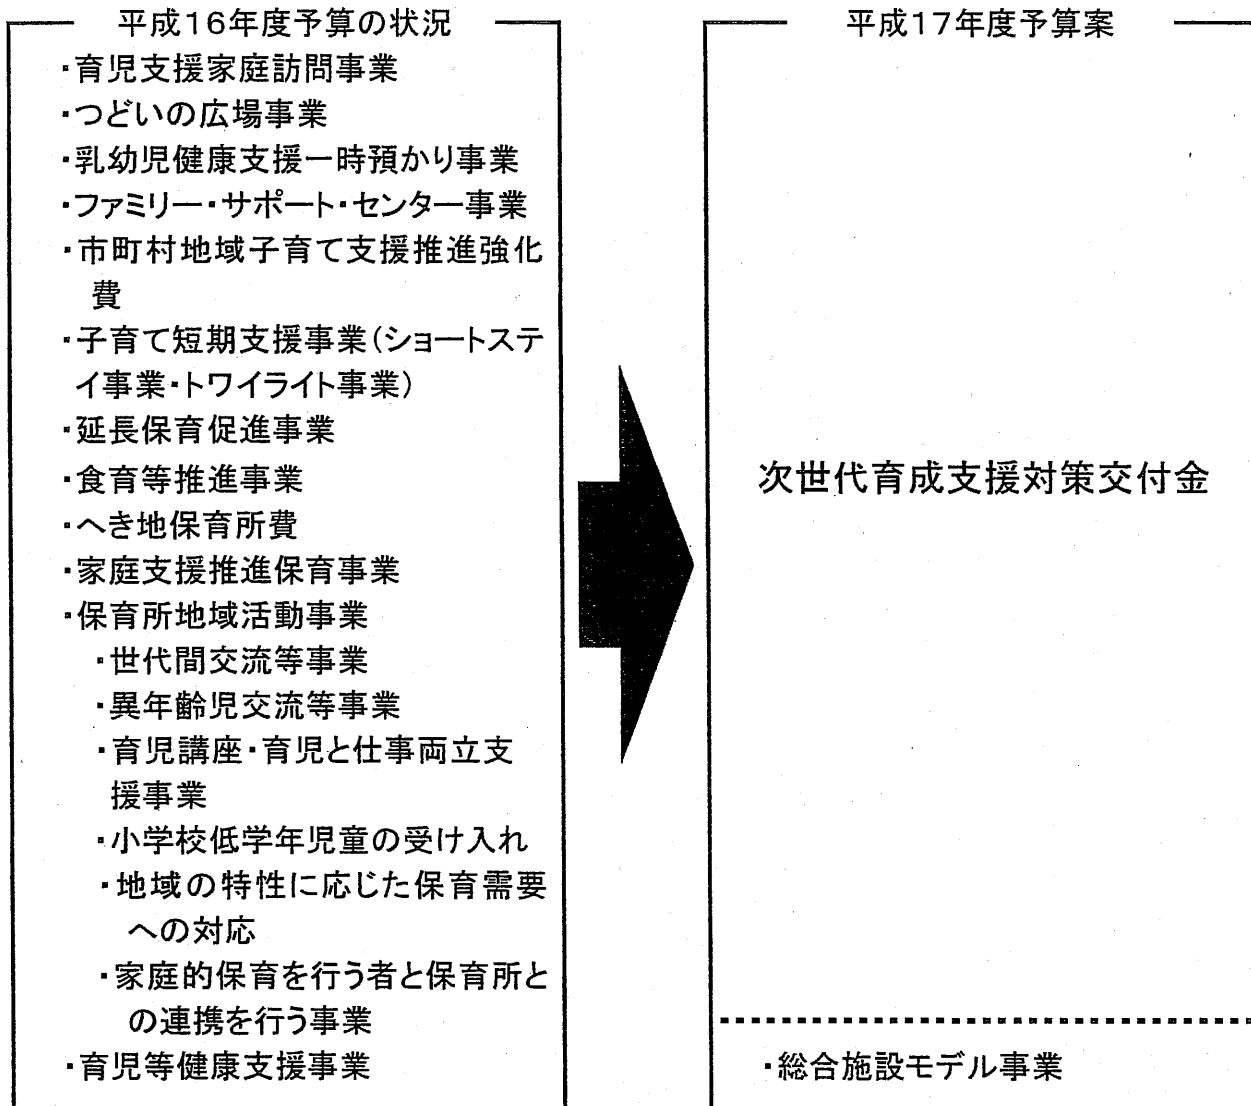 平成16年度予算の状況
・育児支援家庭訪問事業
・つどいの広場事業
・乳幼児健康支援一時預かり事業
・ファミリー・サポート・センター事業
・市町村地域子育て支援推進強化
費
・子育て短期支援事業（ショートステ
イ事業・トワイライト事業）
・延長保育促進事業
・食育等推進事業
・へき地保育所費
・家庭支援推進保育事業
・保育所地域活動事業
・世代間交流等事業
・異年齢児交流等事業
・育児講座・育児と仕事両立支
援事業
・小学校低学年児童の受け入れ
・地域の特性に応じた保育需要
への対応
・家庭的保育を行う者と保育所と
の連携を行う事業
・育児等健康支援事業
平成17年度予算案
次世代育成支援対策交付金
・総合施設モデル事業